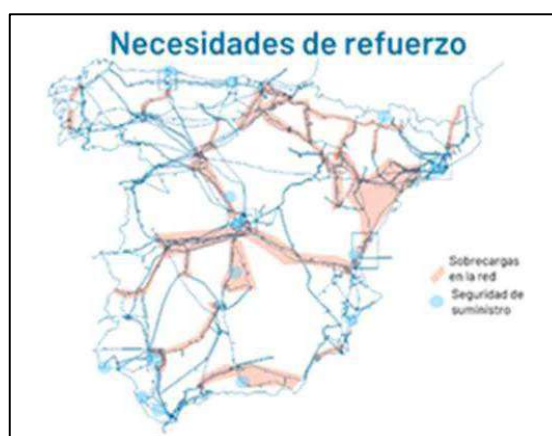 Necesidades de refuerzo
Sobrecargas
en la red
Seguridad de
suministro